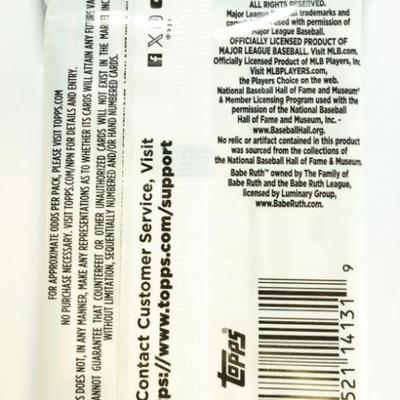 ALL RIGHTS RESERVED.
Major League Baseball trademarks and
used with permission of
Major League Baseball.
OFFICIALLY LICENSED PRODUCT OF
MAJOR LEAGUE BASEBALL. Visit MLB.com.
Officially Licensed Product of MLB Players, Inc
Visit MLBPLAYERS.com,
the Players Choice on the web.
National Baseball Hall of Fame and Museum®
& Member Licensing Program used with the
permission of the National Baseball
Hall of Fame and Museum, Inc.
www.BaseballHall.org.
No relic or artifact contained in this product
was sourced from the collections of
the National Baseball Hall of Fame & Museum.
Babe Ruth™ owned by The Family of
Babe Ruth and the Babe Ruth League,
licensed by Luminary Group,
www.BabeRuth.com.
FOR APPROXIMATE ODDS PER PACK, PLEASE VISIT TOPPS.COM
NO PURCHASE NECESSARY. VISIT TOPPS.COM/NPN FOR DETAILS AND ENTRY.
S DOES NOT, IN ANY MANNER, MAKE ANY REPRESENTATIONS AS TO WHETHER ITS CARDS WILL ATTAIN ANY FUTURE VA
ANNOT GUARANTEE THAT COUNTERFEIT OR OTHER UNAUTHORIZED CARDS WILL NOT EXIST IN THE MARKE
WITHOUT LIMITATION, SEQUENTIALLY NUMBERED AND/OR HAND NUMBERED CARDS.
Contact Customer Service, Visit
ps://www.topps.com/support
topps
521 14131 9